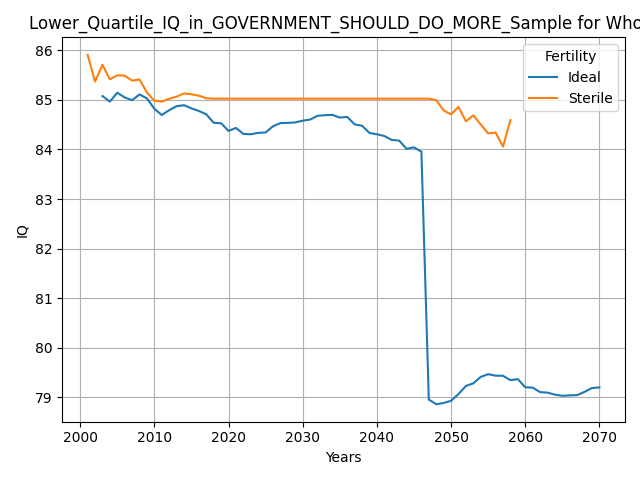 Lower_Quartile_IQ_in_GOVERNMENT_SHOULD_DO_MORE_Sample for Who
Fertility
Ideal
Sterile
IQ
86
85
84
83
82
81
80
79
2000 2010 2020 2030 2040 2050 2060 2070
Years